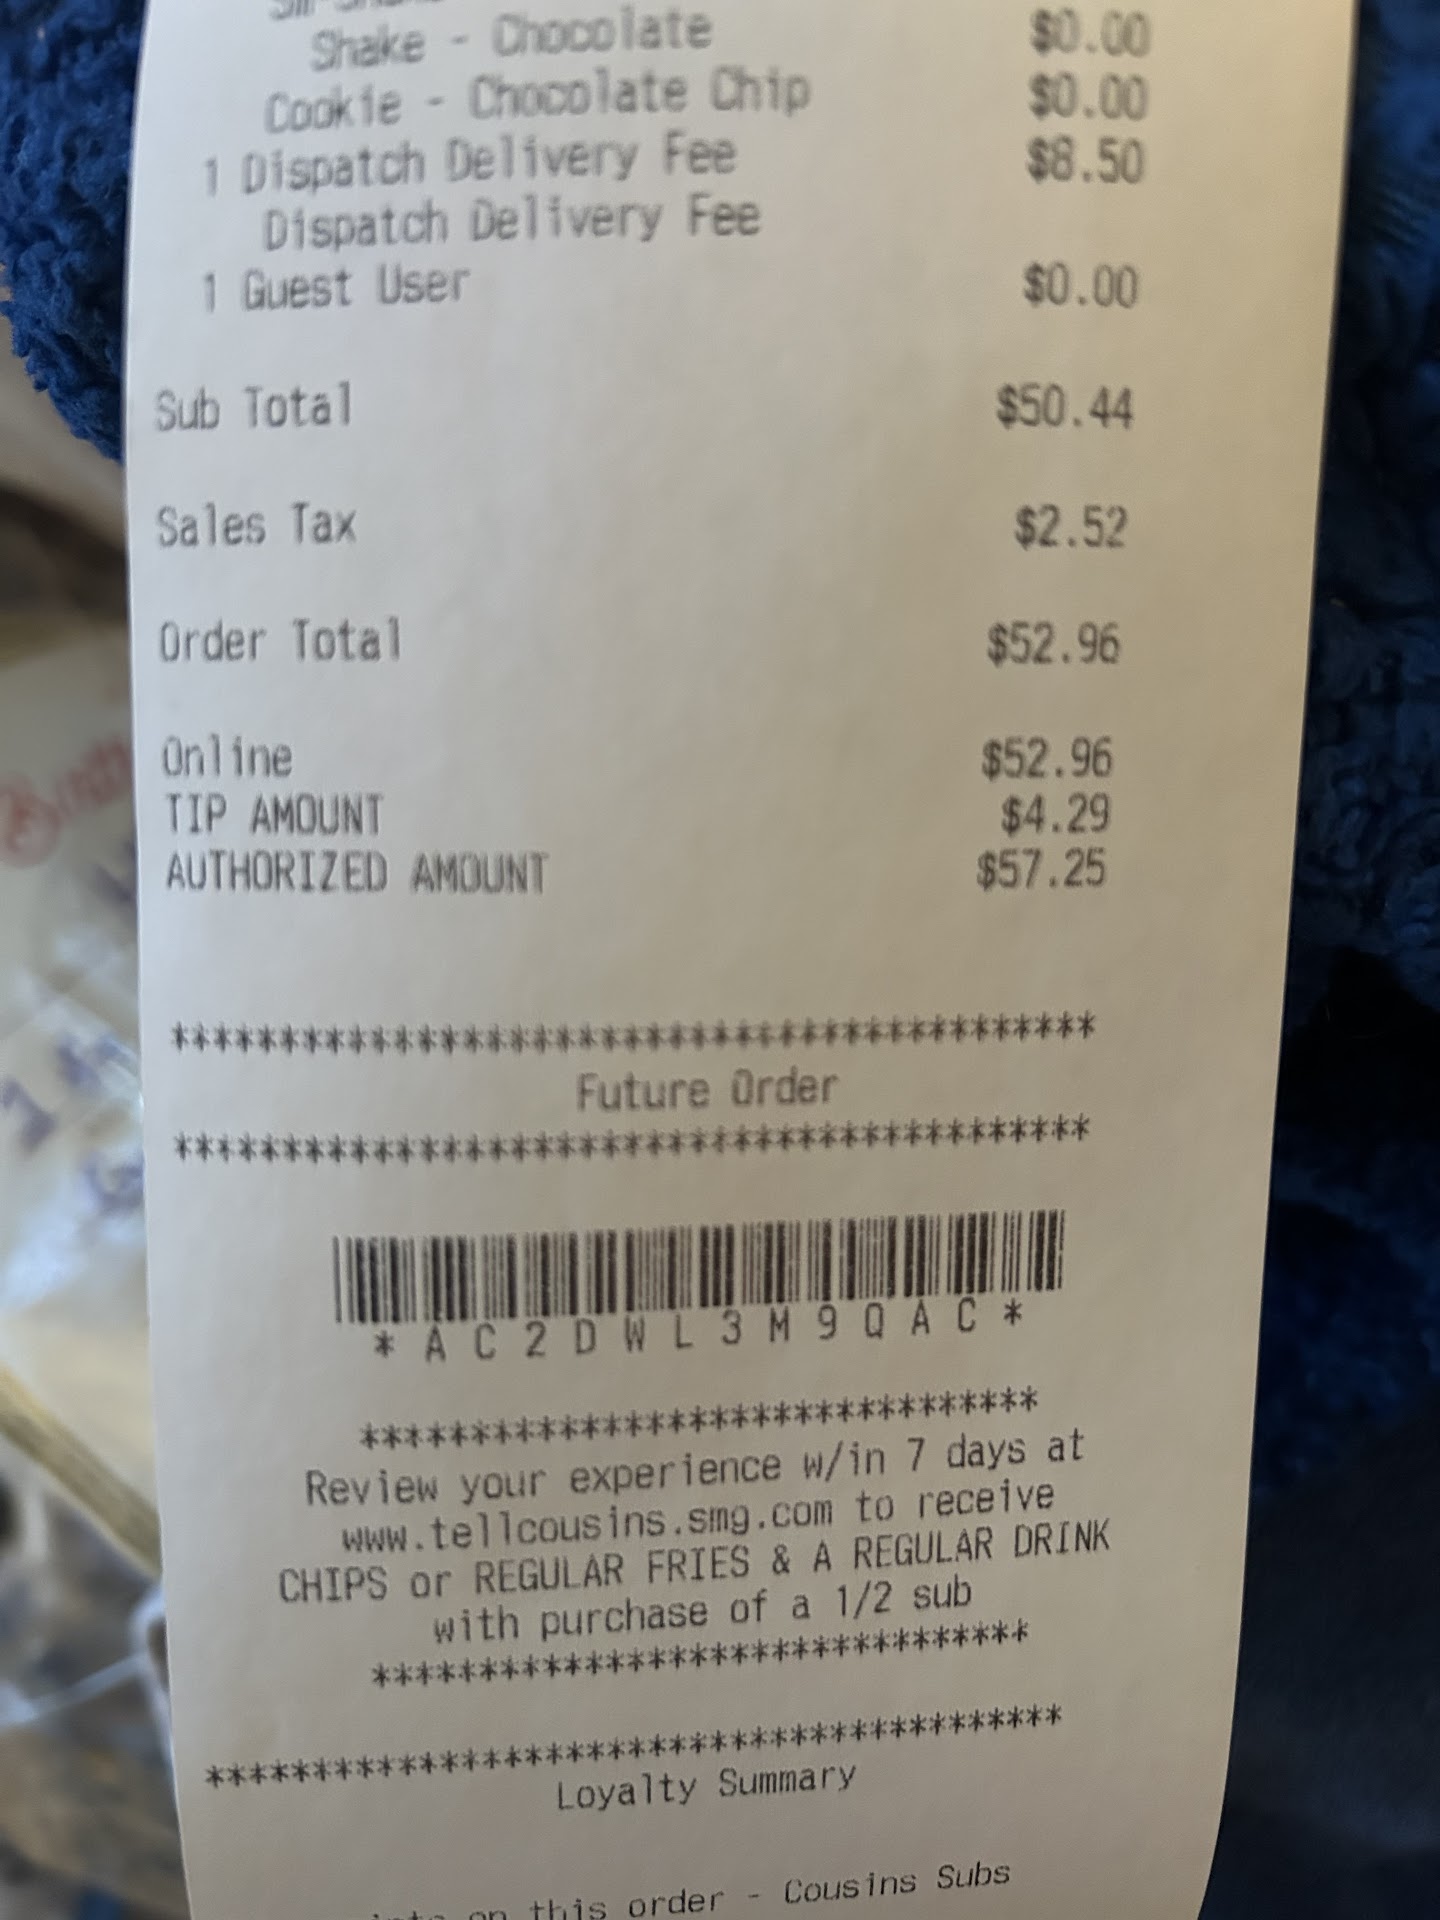 Shake - Chocolate $0.00
Cookie - Chocolate Chip $0.00
1 Dispatch Delivery Fee $8.50
Dispatch Delivery Fee
1 Guest User $0.00
Sub Total $50.44
Sales Tax $2.52
Order Total $52.96
Online $52.96
TIP AMOUNT $4.29
AUTHORIZED AMOUNT $57.25
****************************************
Future Order
****************************************
*AC2DWL3M9QAC*
*****************************
Review your experience w/in 7 days at
www.tellcousins.smg.com to receive
CHIPS or REGULAR FRIES & A REGULAR DRINK
with purchase of a 1/2 sub
*****************************
****************************************
Loyalty Summary
on this order - Cousins Subs